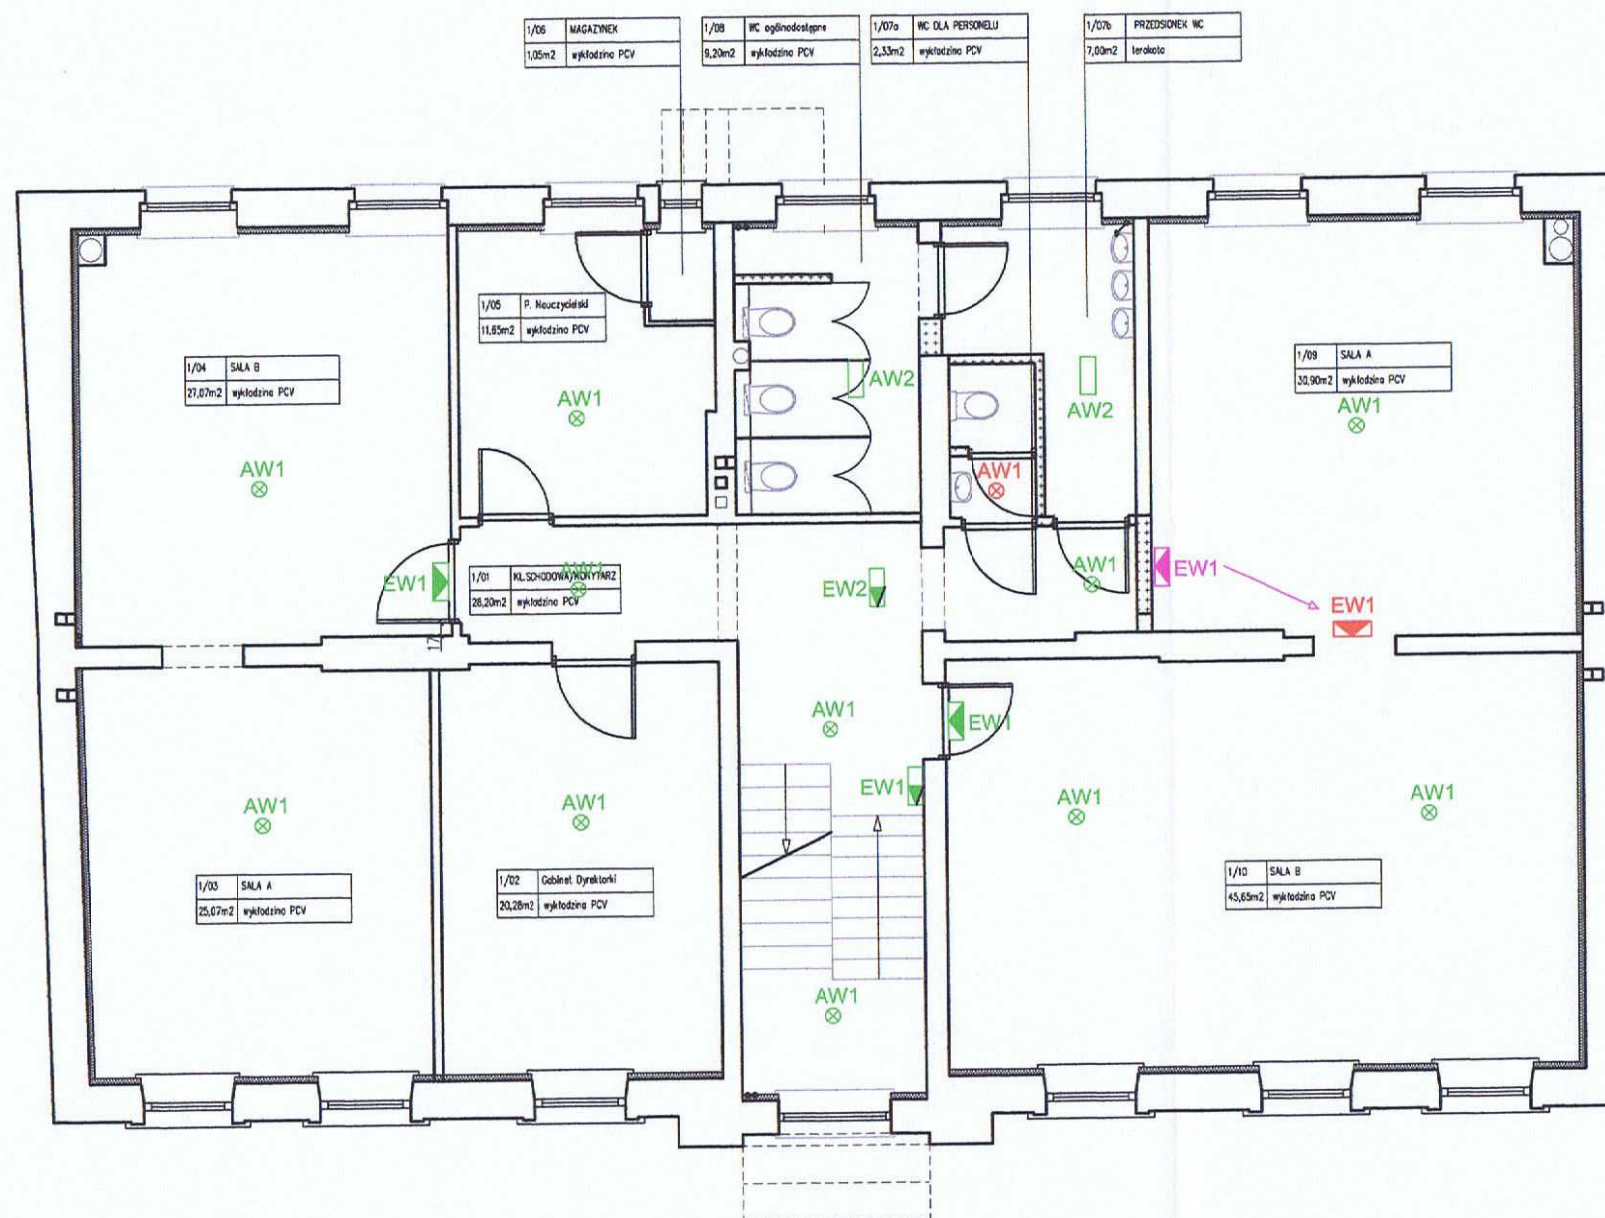 1/06 MAGAZYNEK
1,05m2 wykładzina PCV
1/08 WC ogólnodostępne
9,20m2 wykładzina PCV
1/07a WC DLA PERSONELU
2,33m2 wykładzina PCV
1/07b PRZEDSIONEK WC
7,00m2 terakota
1/05 P. Nauczycielski
11,65m2 wykładzina PCV
1/04 SALA B
27,07m2 wykładzina PCV
1/09 SALA A
30,90m2 wykładzina PCV
AW1
AW2
AW2
AW1
AW1
AW1
EW1
1/01 KL.SCHODOWA/KORYTARZ
28,20m2 wykładzina PCV
AW1
EW2
AW1
EW1
EW1
17
AW1
EW1
EW1
AW1
AW1
AW1
AW1
1/03 SALA A
25,07m2 wykładzina PCV
1/02 Gabinet Dyrektorki
20,28m2 wykładzina PCV
1/10 SALA B
45,65m2 wykładzina PCV
AW1